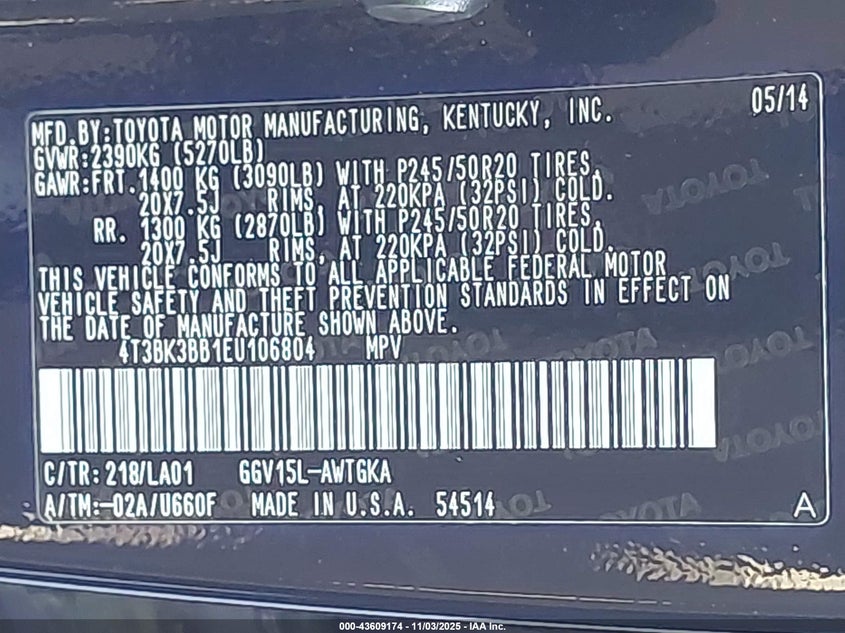 MFD.BY:TOYOTA MOTOR MANUFACTURING, KENTUCKY, INC. 05/14
GVWR:2390KG (5270LB)
GAWR:FRT.1400 KG (3090LB) WITH P245/50R20 TIRES,
20X7.5J RIMS, AT 220KPA (32PSI) COLD.
RR. 1300 KG (2870LB) WITH P245/50R20 TIRES,
20X7.5J RIMS, AT 220KPA (32PSI) COLD.
THIS VEHICLE CONFORMS TO ALL APPLICABLE FEDERAL MOTOR
VEHICLE SAFETY AND THEFT PREVENTION STANDARDS IN EFFECT ON
THE DATE OF MANUFACTURE SHOWN ABOVE.
4T3BK3BB1EU106804 MPV
C/TR:218/LA01 GGV15L-AWTGKA
A/TM:-02A/U660F MADE IN U.S.A. 54514 A
TOYOTA
TOYOTA
TOYOTA
TOYOTA
000-43609174 - 11/03/2025 - IAA Inc.